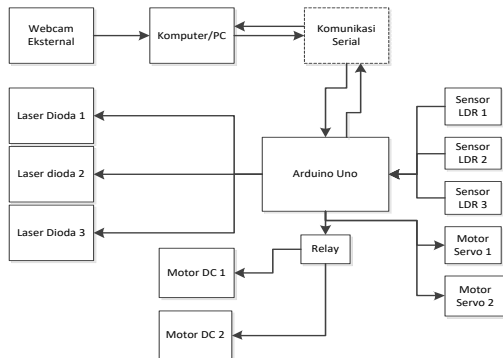 Webcam
Eksternal
Komputer/PC
Komunikasi
Serial
Laser Dioda 1
Laser dioda 2
Laser Dioda 3
Arduino Uno
Sensor
LDR 1
Sensor
LDR 2
Sensor
LDR 3
Relay
Motor
Servo 1
Motor
Servo 2
Motor DC 1
Motor DC 2